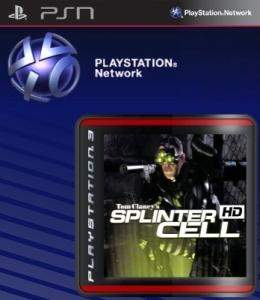 PSN
PlayStation®Network
PLAYSTATION®
Network
PLAYSTATION 3
Tom Clancy's
SPLINTER HD
CELL